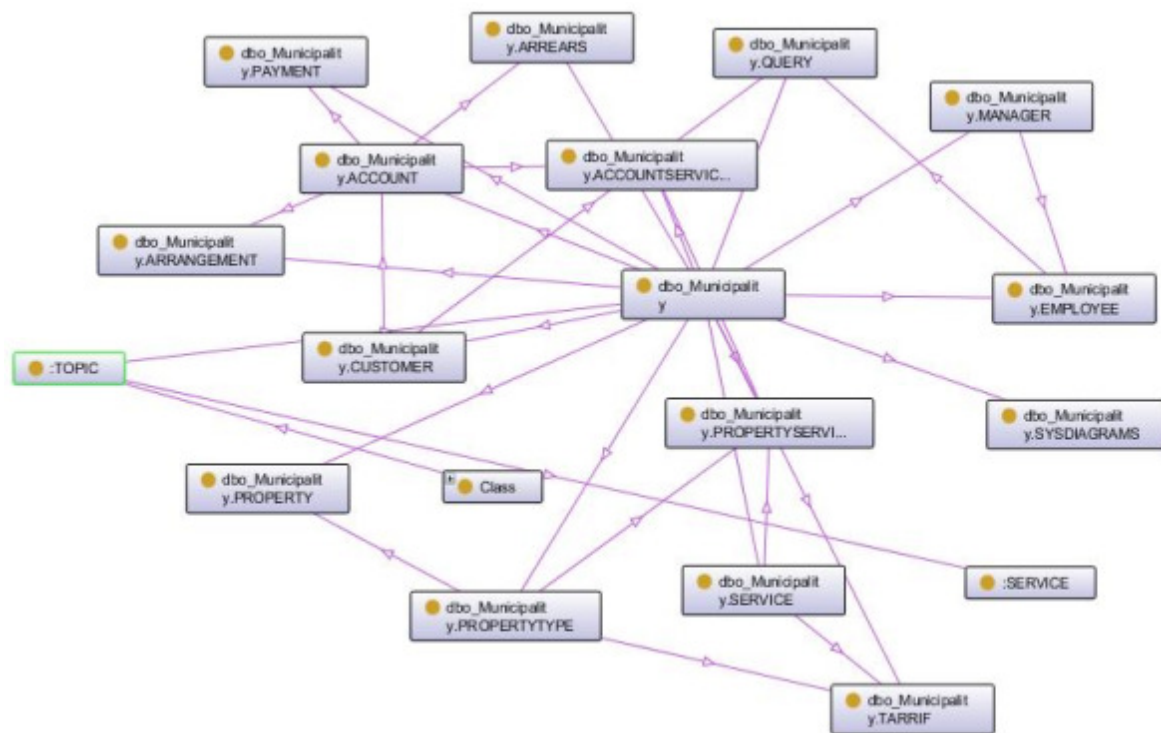 dbo_Municipalit
y.ARREARS
dbo_Municipalit
y.PAYMENT
dbo_Municipalit
y.QUERY
dbo_Municipalit
y.MANAGER
dbo_Municipalit
y.ACCOUNT
dbo_Municipalit
y.ACCOUNTSERVIC...
dbo_Municipalit
y.ARRANGEMENT
dbo_Municipalit
y
dbo_Municipalit
y.EMPLOYEE
:TOPIC
dbo_Municipalit
y.CUSTOMER
dbo_Municipalit
y.PROPERTYSERVI...
dbo_Municipalit
y.SYSDIAGRAMS
dbo_Municipalit
y.PROPERTY
Class
dbo_Municipalit
y.SERVICE
:SERVICE
dbo_Municipalit
y.PROPERTYTYPE
dbo_Municipalit
y.TARRIF